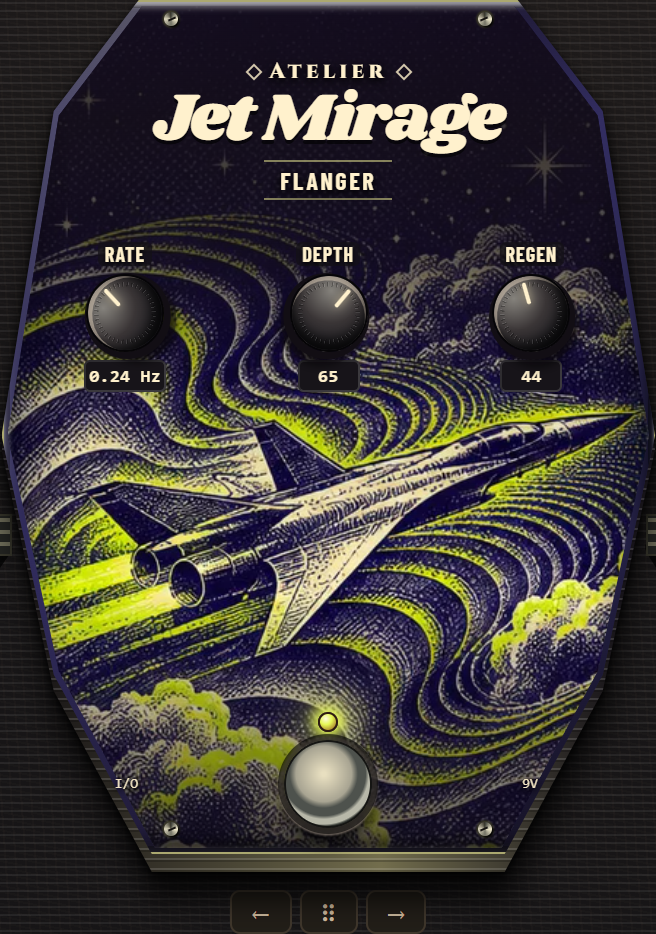 ATELIER
Jet Mirage
FLANGER
RATE DEPTH REGEN
0.24 Hz 65 44
I/O 9V